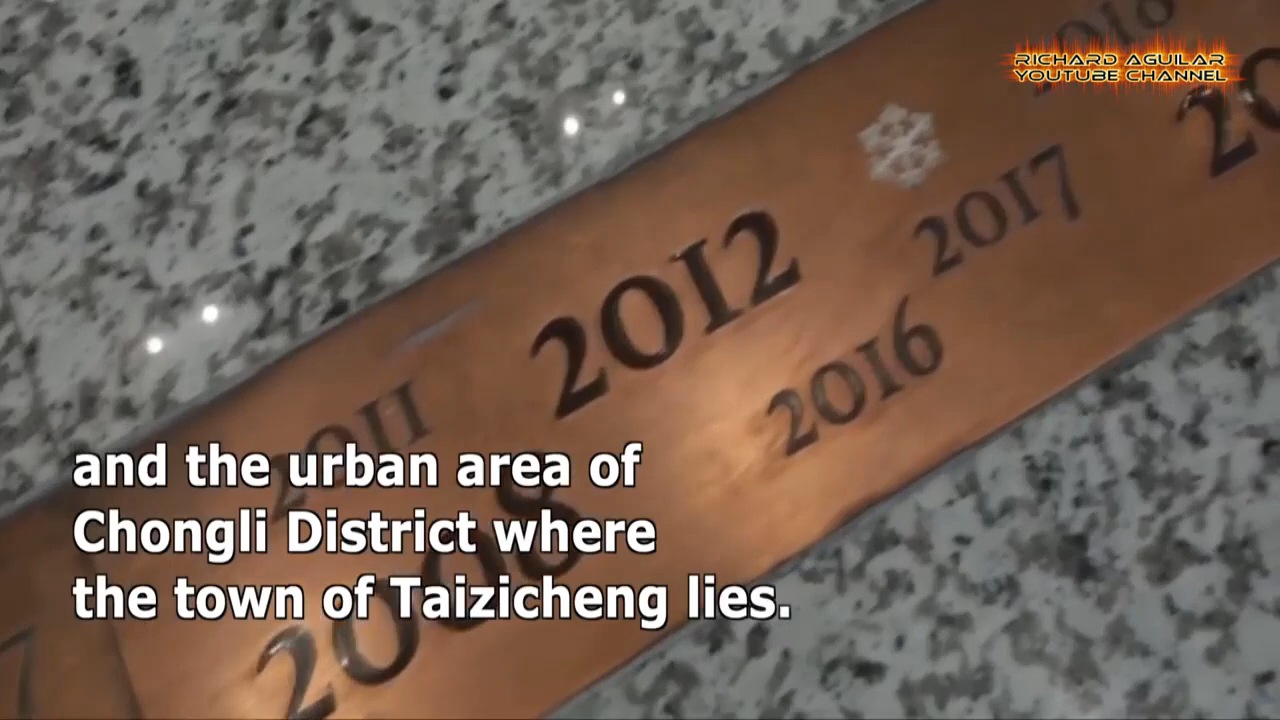 2018
RICHARD AGUILAR
YOUTUBE CHANNEL
2017
2012
2016
2011
2008
and the urban area of
Chongli District where
the town of Taizicheng lies.